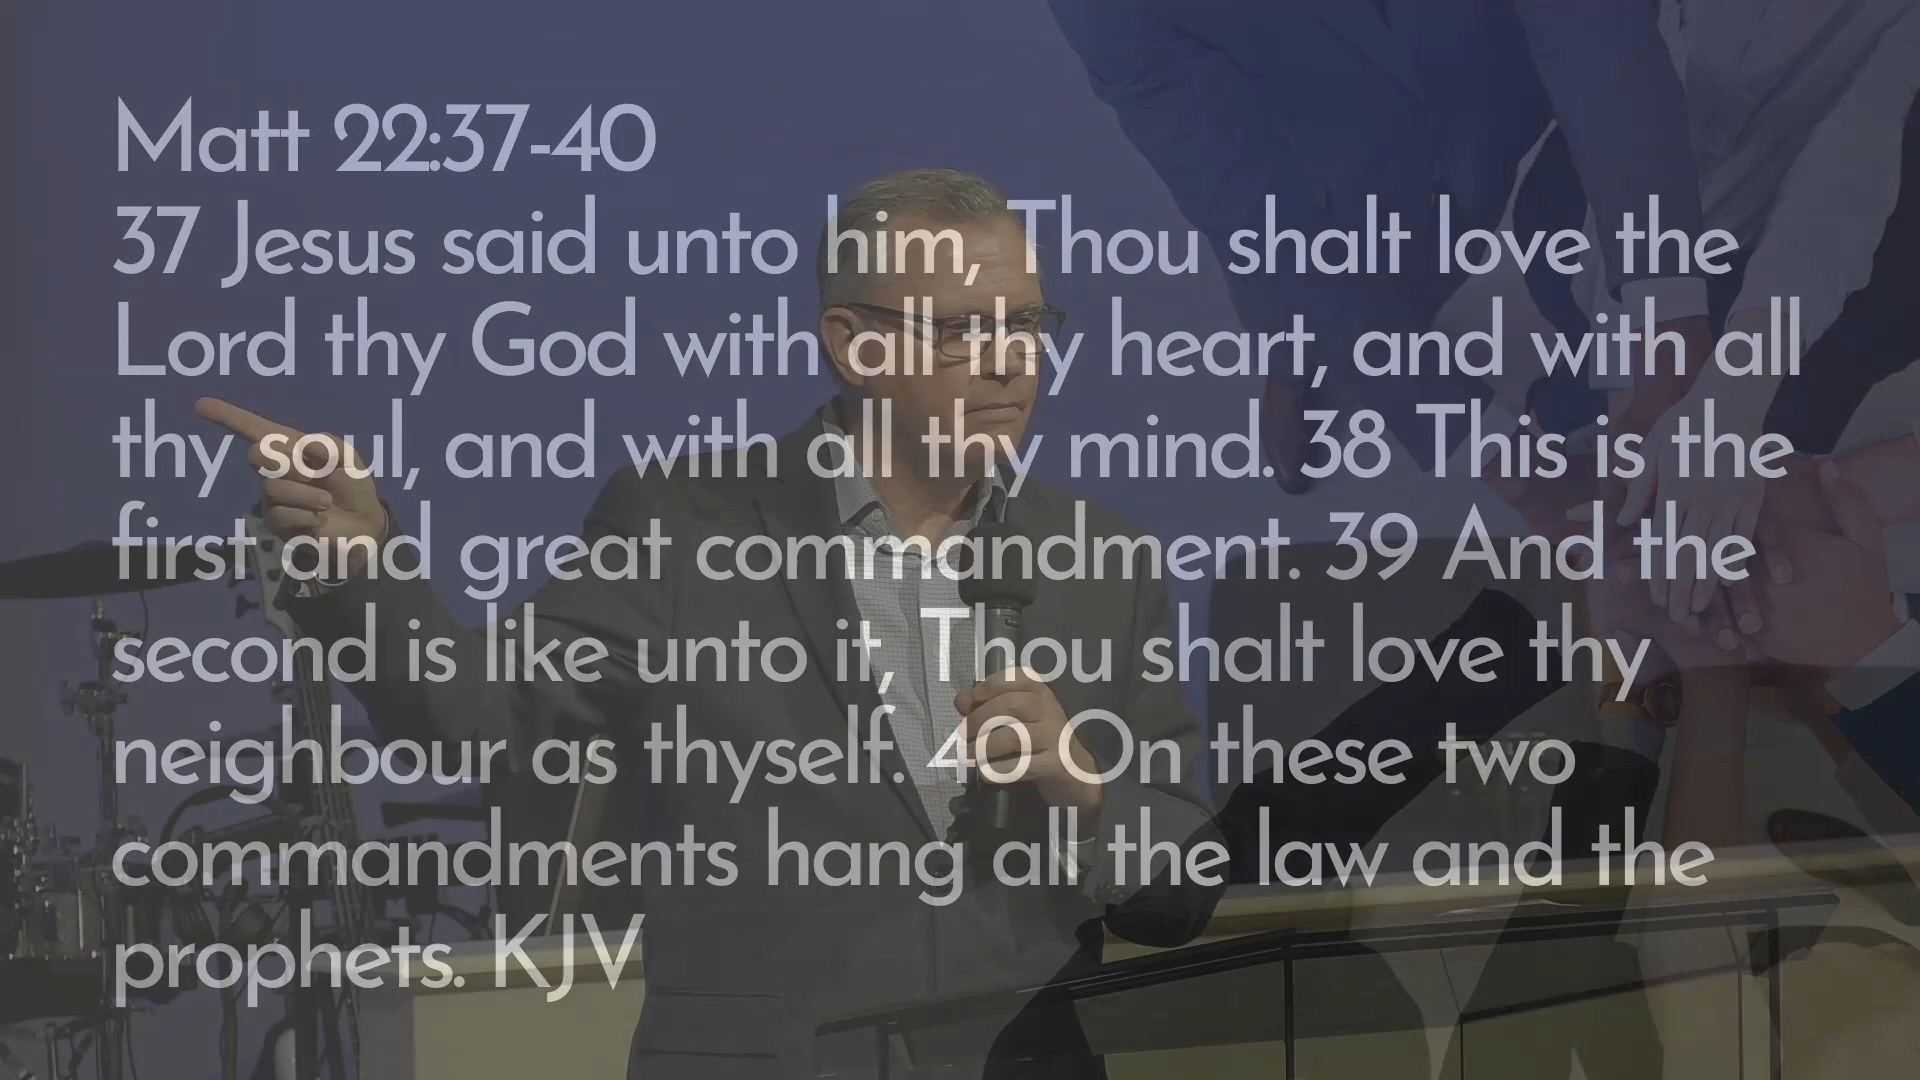 Matt 22:37-40
37 Jesus said unto him, Thou shalt love the
Lord thy God with all thy heart, and with all
thy soul, and with all thy mind. 38 This is the
first and great commandment. 39 And the
second is like unto it, Thou shalt love thy
neighbour as thyself. 40 On these two
commandments hang all the law and the
prophets. KJV